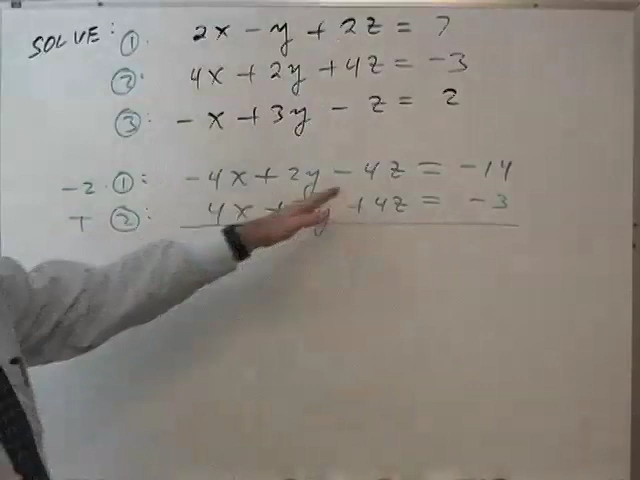 SOLVE: ①. 2x - y + 2z = 7
②. 4x + 2y + 4z = -3
③: -x + 3y - z = 2
-2·①: -4x + 2y - 4z = -14
+ ②: 4x + y + 4z = -3